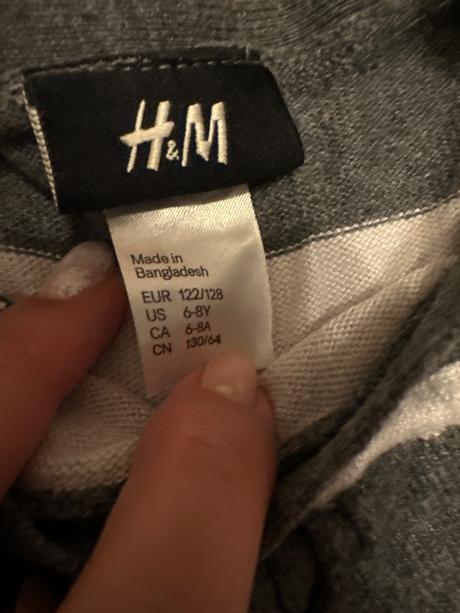 H&M
Made in
Bangladesh
EUR 122/128
US 6-8Y
CA 6-8A
CN 130/64